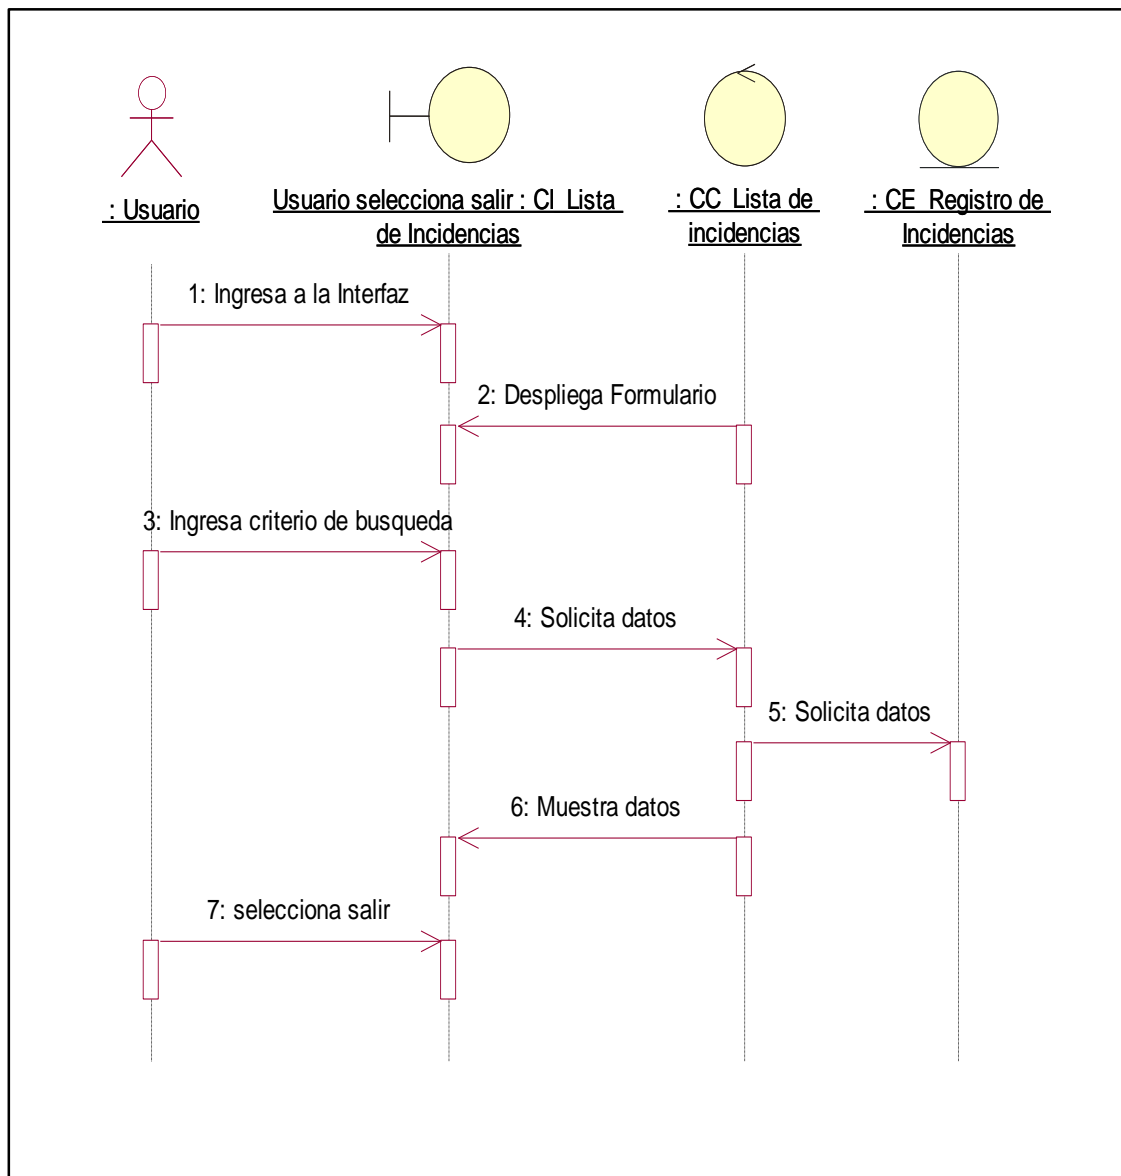 : Usuario
Usuario selecciona salir : CI_Lista
de Incidencias
: CC_Lista de
incidencias
: CE_Registro de
Incidencias
1: Ingresa a la Interfaz
2: Despliega Formulario
3: Ingresa criterio de busqueda
4: Solicita datos
5: Solicita datos
6: Muestra datos
7: selecciona salir